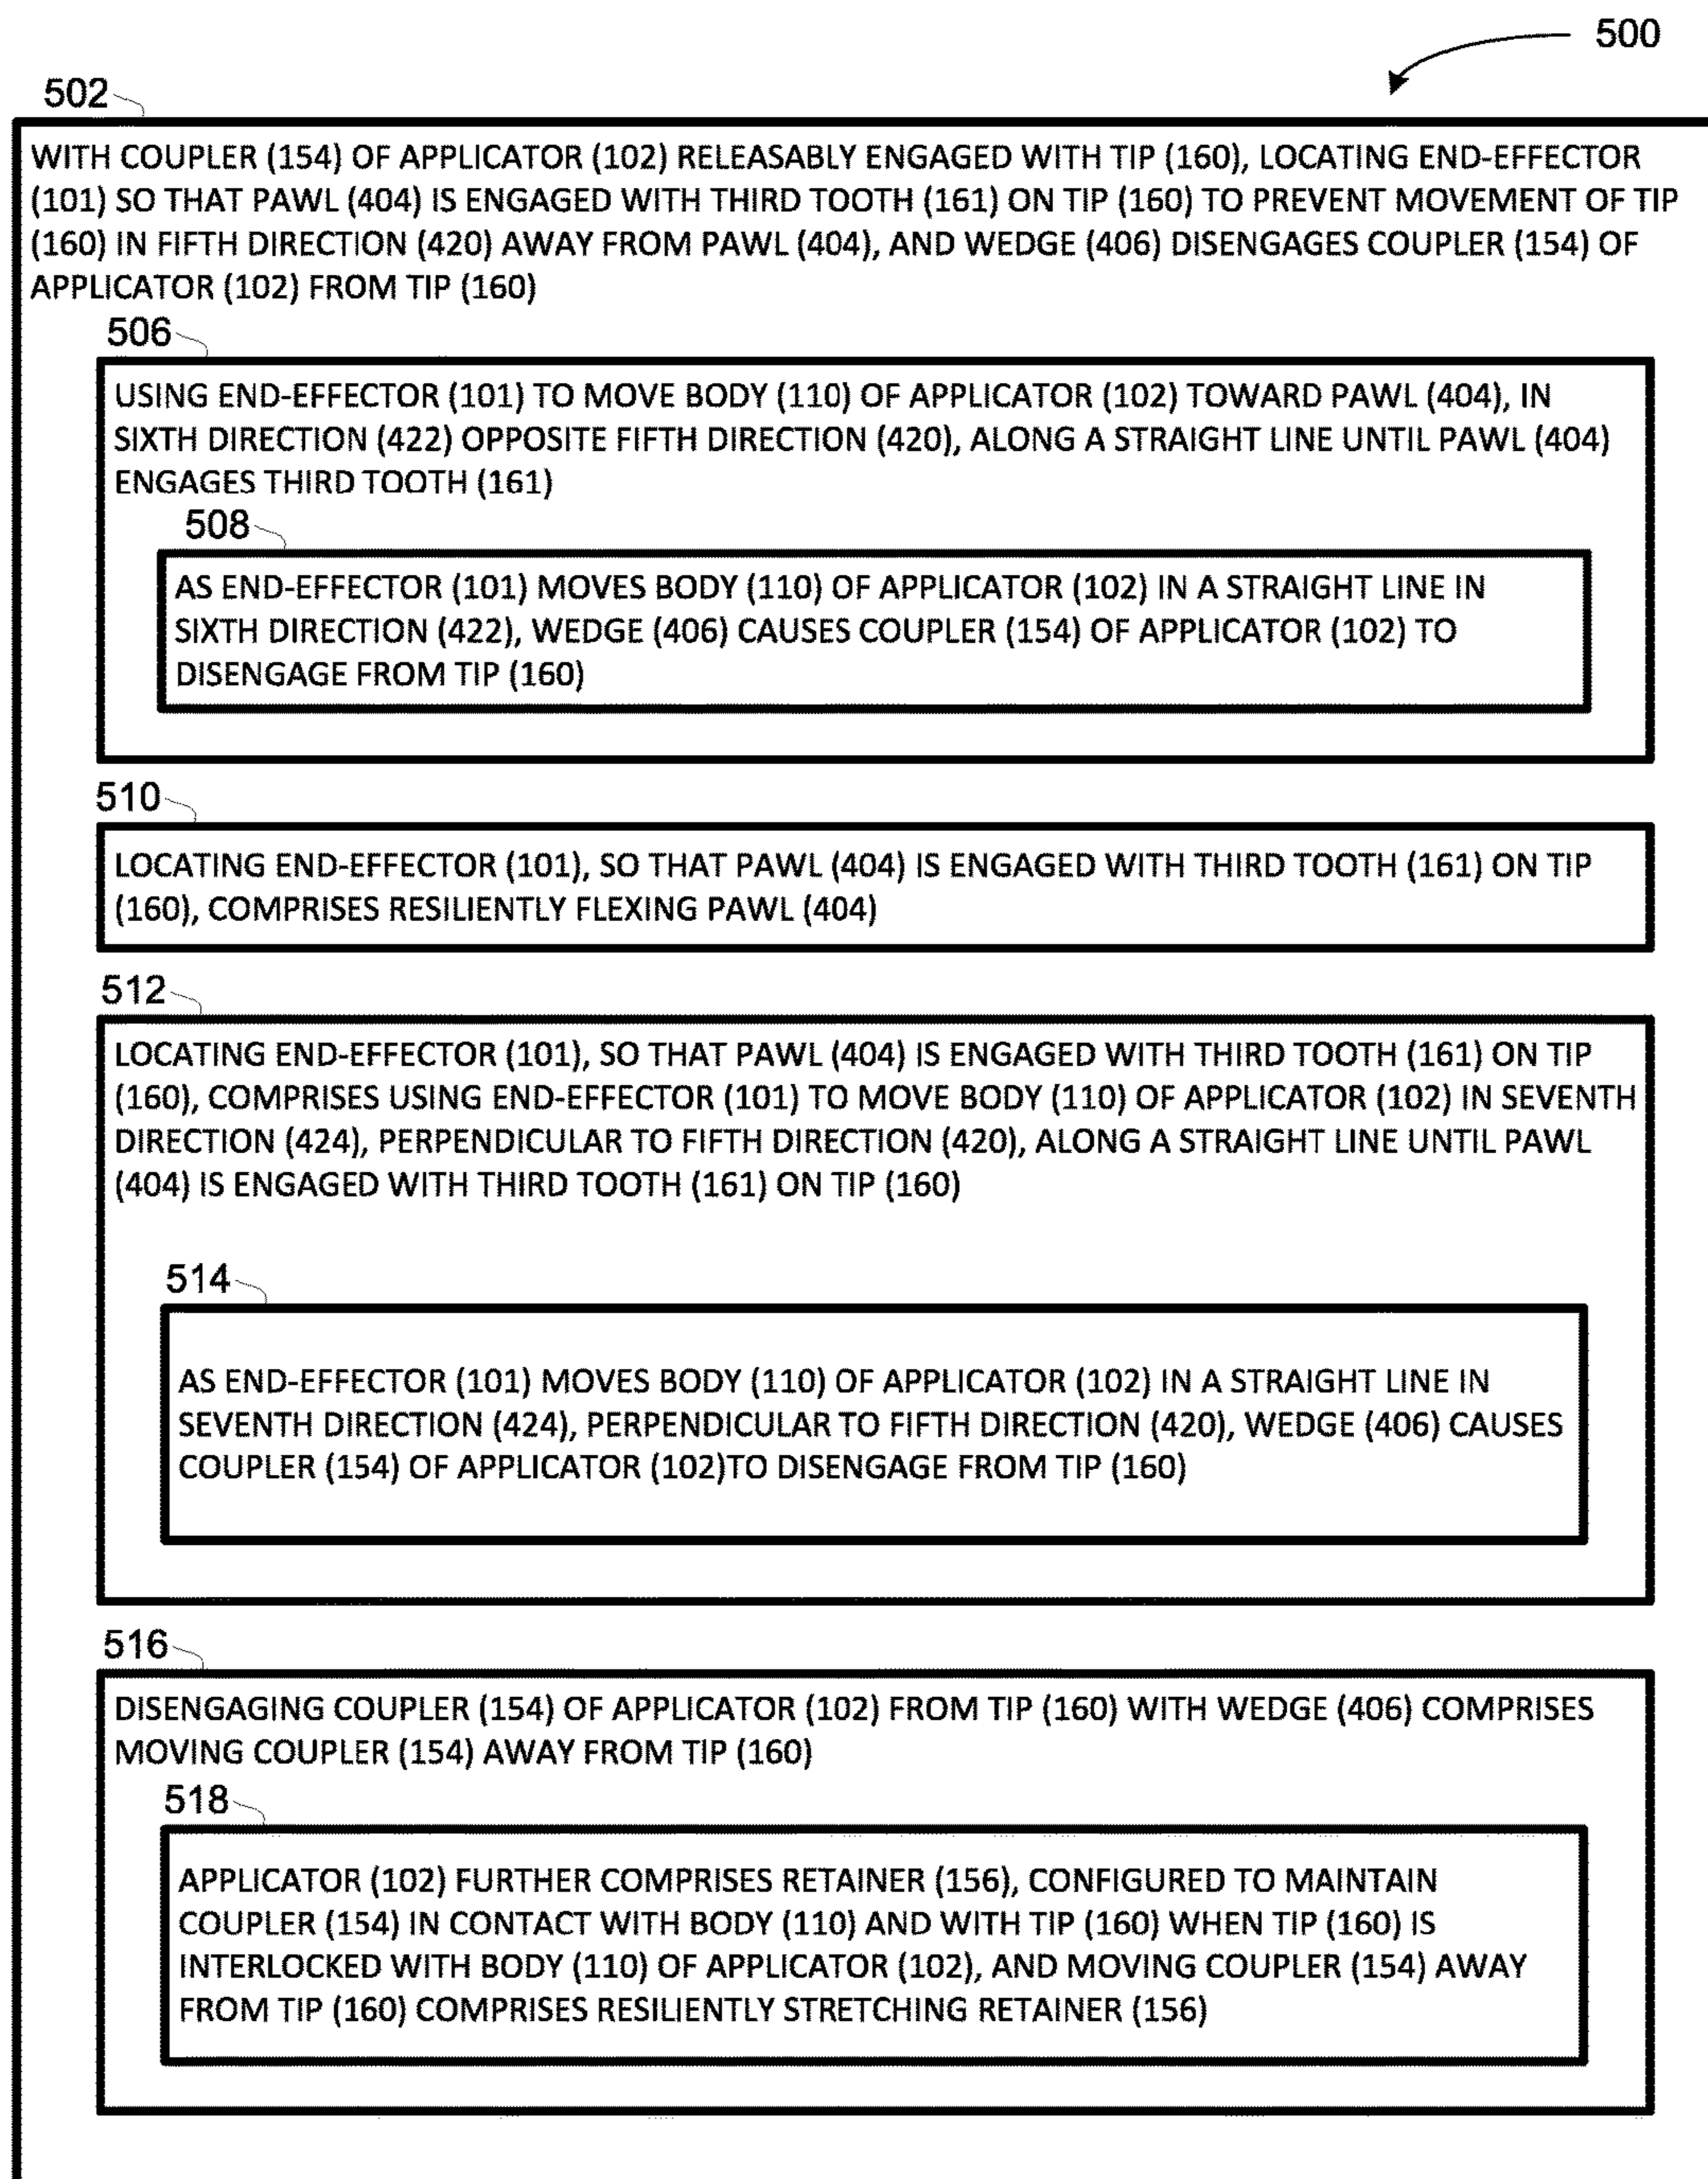 500
502
WITH COUPLER (154) OF APPLICATOR (102) RELEASABLY ENGAGED WITH TIP (160), LOCATING END-EFFECTOR
(101) SO THAT PAWL (404) IS ENGAGED WITH THIRD TOOTH (161) ON TIP (160) TO PREVENT MOVEMENT OF TIP
(160) IN FIFTH DIRECTION (420) AWAY FROM PAWL (404), AND WEDGE (406) DISENGAGES COUPLER (154) OF
APPLICATOR (102) FROM TIP (160)
506
USING END-EFFECTOR (101) TO MOVE BODY (110) OF APPLICATOR (102) TOWARD PAWL (404), IN
SIXTH DIRECTION (422) OPPOSITE FIFTH DIRECTION (420), ALONG A STRAIGHT LINE UNTIL PAWL (404)
ENGAGES THIRD TOOTH (161)
508
AS END-EFFECTOR (101) MOVES BODY (110) OF APPLICATOR (102) IN A STRAIGHT LINE IN
SIXTH DIRECTION (422), WEDGE (406) CAUSES COUPLER (154) OF APPLICATOR (102) TO
DISENGAGE FROM TIP (160)
510
LOCATING END-EFFECTOR (101), SO THAT PAWL (404) IS ENGAGED WITH THIRD TOOTH (161) ON TIP
(160), COMPRISES RESILIENTLY FLEXING PAWL (404)
512
LOCATING END-EFFECTOR (101), SO THAT PAWL (404) IS ENGAGED WITH THIRD TOOTH (161) ON TIP
(160), COMPRISES USING END-EFFECTOR (101) TO MOVE BODY (110) OF APPLICATOR (102) IN SEVENTH
DIRECTION (424), PERPENDICULAR TO FIFTH DIRECTION (420), ALONG A STRAIGHT LINE UNTIL PAWL
(404) IS ENGAGED WITH THIRD TOOTH (161) ON TIP (160)
514
AS END-EFFECTOR (101) MOVES BODY (110) OF APPLICATOR (102) IN A STRAIGHT LINE IN
SEVENTH DIRECTION (424), PERPENDICULAR TO FIFTH DIRECTION (420), WEDGE (406) CAUSES
COUPLER (154) OF APPLICATOR (102)TO DISENGAGE FROM TIP (160)
516
DISENGAGING COUPLER (154) OF APPLICATOR (102) FROM TIP (160) WITH WEDGE (406) COMPRISES
MOVING COUPLER (154) AWAY FROM TIP (160)
518
APPLICATOR (102) FURTHER COMPRISES RETAINER (156), CONFIGURED TO MAINTAIN
COUPLER (154) IN CONTACT WITH BODY (110) AND WITH TIP (160) WHEN TIP (160) IS
INTERLOCKED WITH BODY (110) OF APPLICATOR (102), AND MOVING COUPLER (154) AWAY
FROM TIP (160) COMPRISES RESILIENTLY STRETCHING RETAINER (156)